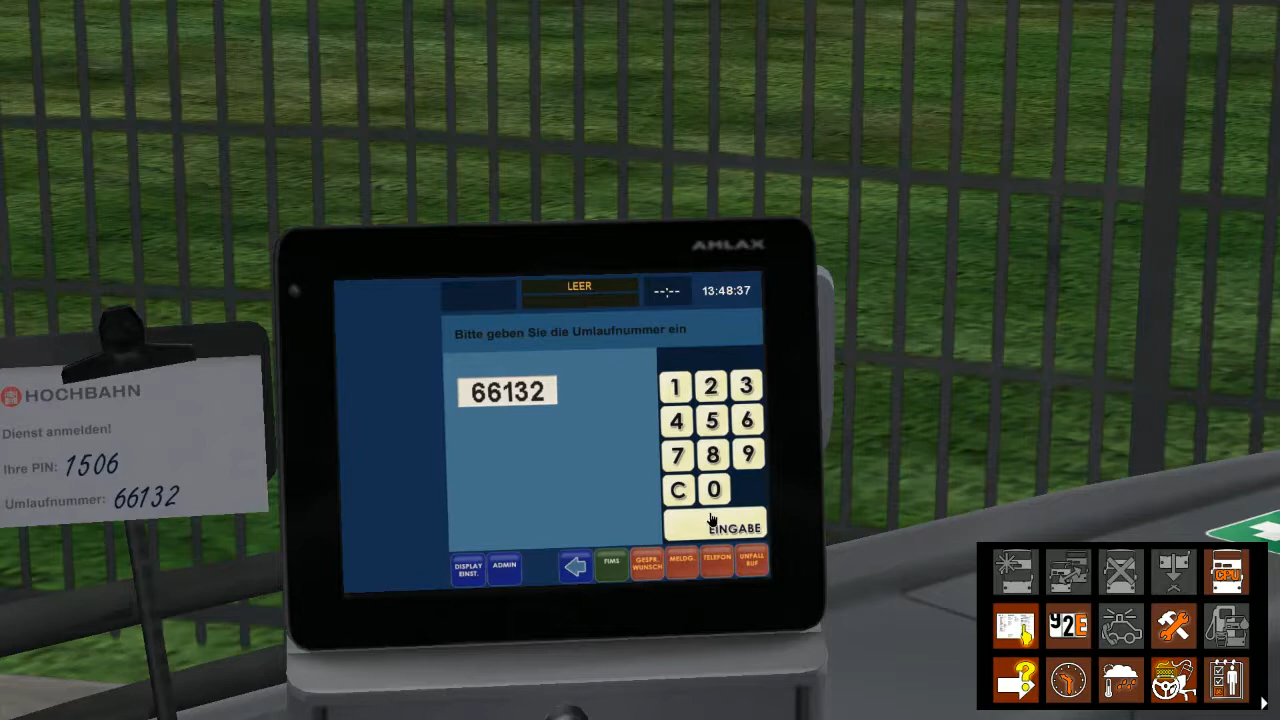 AMLAX
LEER
--:--
13:48:37
Bitte geben Sie die Umlaufnummer ein
66132
1 2 3
4 5 6
7 8 9
C 0
EINGABE
DISPLAY EINST.
ADMIN
FIMS
GESPR. WUNSCH
MELDG.
TELEFON
UNFALL RUF
HOCHBAHN
Dienst anmelden!
Ihre PIN: 1506
Umlaufnummer: 66132
CPU
92E
?